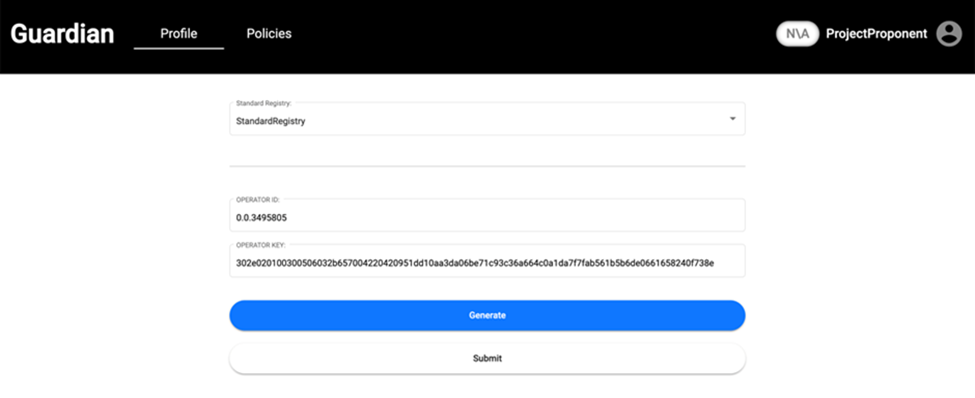 Guardian Profile Policies N\A ProjectProponent
Standard Registry:
StandardRegistry
OPERATOR ID:
0.0.3495805
OPERATOR KEY:
302e020100300506032b657004220420951dd10aa3da06be71c93c36a664c0a1da7f7fab561b5b6de0661658240f738e
Generate
Submit